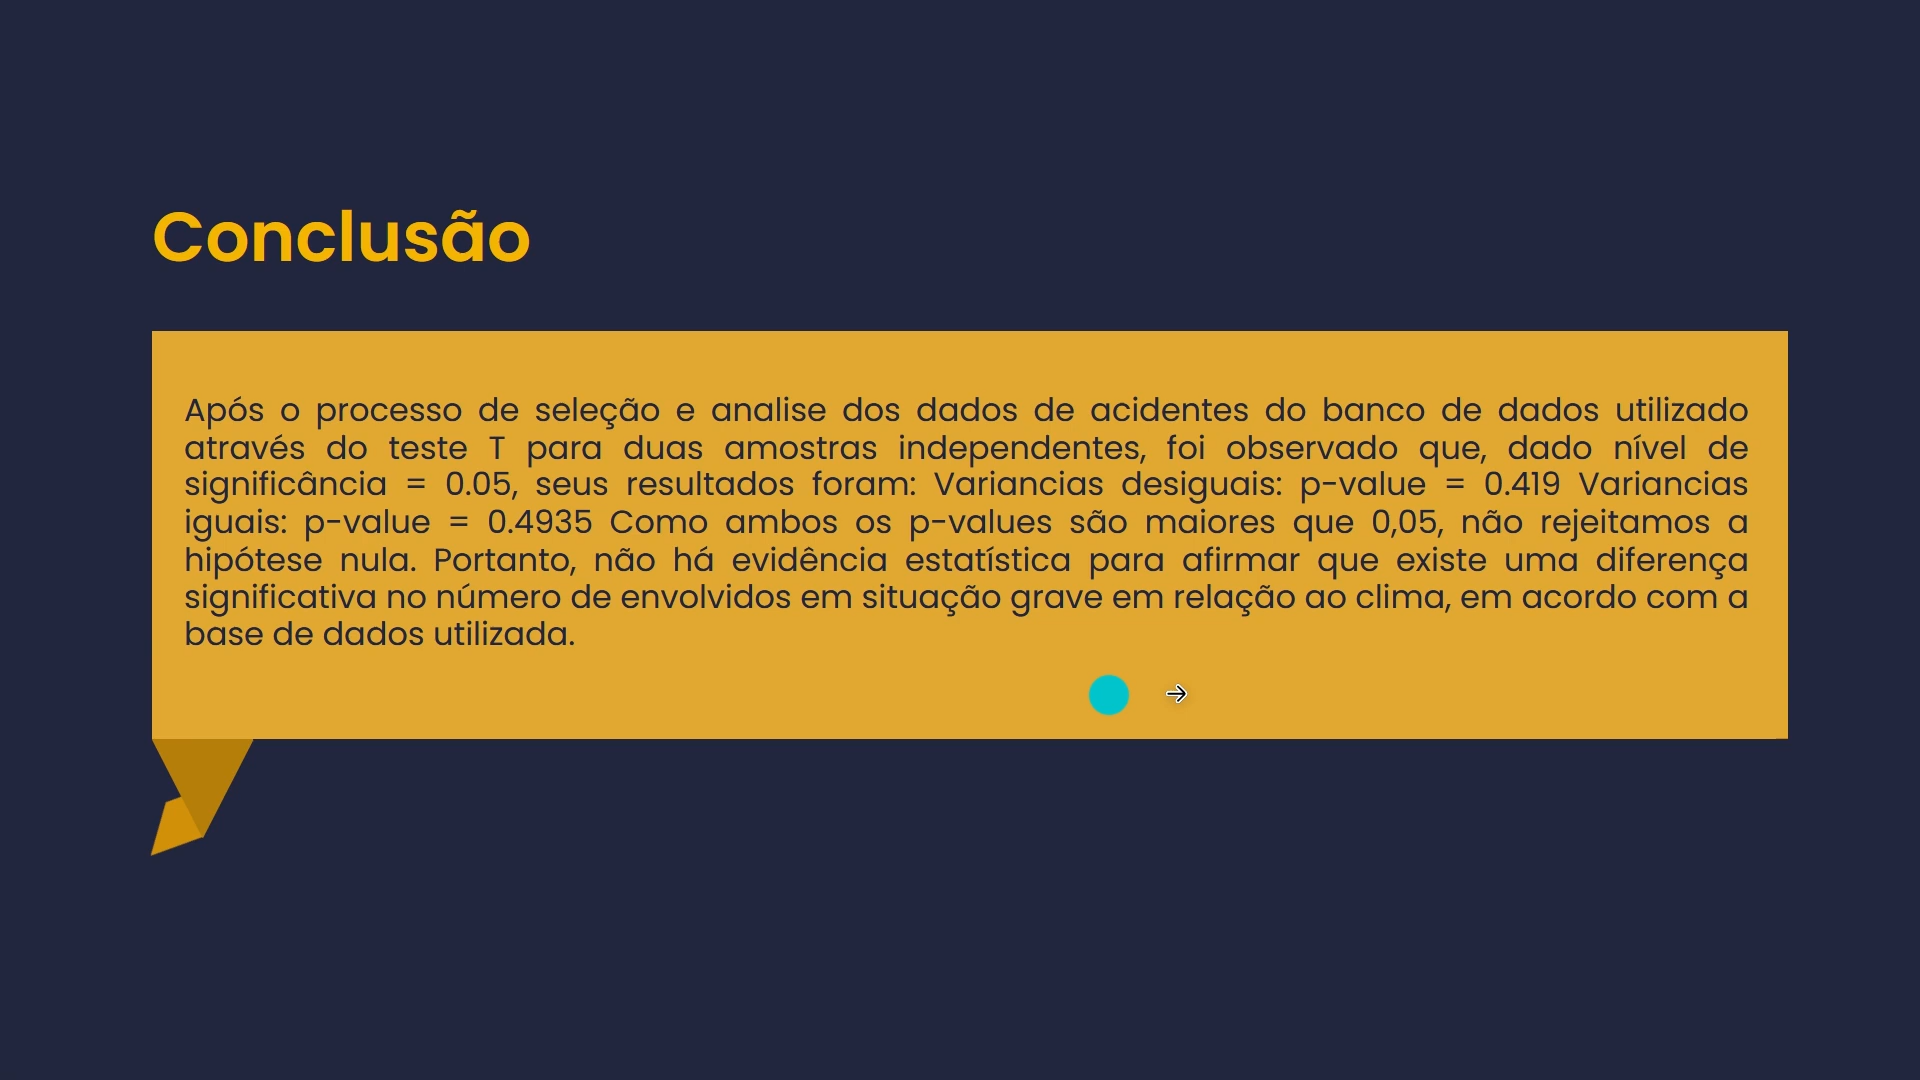 Conclusão
Após o processo de seleção e analise dos dados de acidentes do banco de dados utilizado
através do teste T para duas amostras independentes, foi observado que, dado nível de
significância = 0.05, seus resultados foram: Variancias desiguais: p-value = 0.419 Variancias
iguais: p-value = 0.4935 Como ambos os p-values são maiores que 0,05, não rejeitamos a
hipótese nula. Portanto, não há evidência estatística para afirmar que existe uma diferença
significativa no número de envolvidos em situação grave em relação ao clima, em acordo com a
base de dados utilizada.